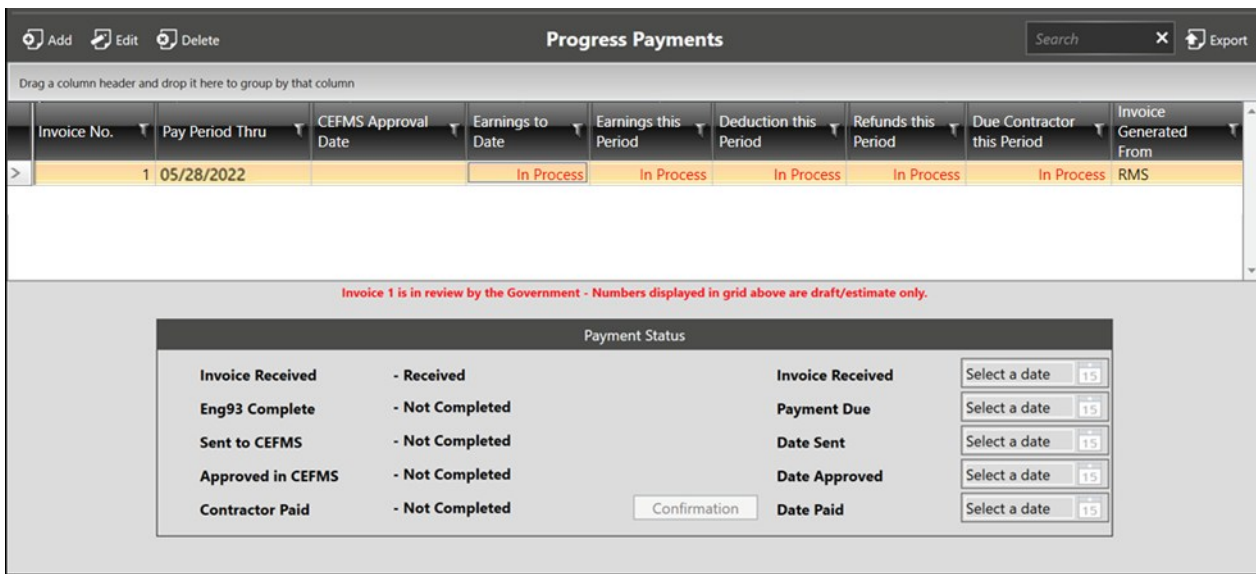 Add Edit Delete Progress Payments Search × Export
Drag a column header and drop it here to group by that column
Invoice No. Pay Period Thru CEFMS Approval Date Earnings to Date Earnings this Period Deduction this Period Refunds this Period Due Contractor this Period Invoice Generated From
> 1 05/28/2022 In Process In Process In Process In Process In Process RMS
Invoice 1 is in review by the Government - Numbers displayed in grid above are draft/estimate only.
Payment Status
Invoice Received - Received Invoice Received Select a date 15
Eng93 Complete - Not Completed Payment Due Select a date 15
Sent to CEFMS - Not Completed Date Sent Select a date 15
Approved in CEFMS - Not Completed Date Approved Select a date 15
Contractor Paid - Not Completed Confirmation Date Paid Select a date 15